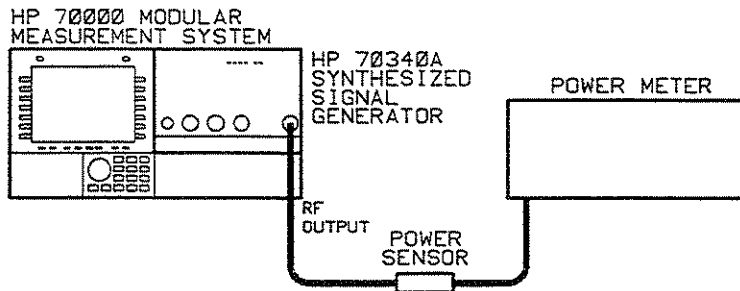 HP 70000 MODULAR
MEASUREMENT SYSTEM
HP 70340A
SYNTHESIZED
SIGNAL
GENERATOR
POWER METER
RF
OUTPUT
POWER
SENSOR